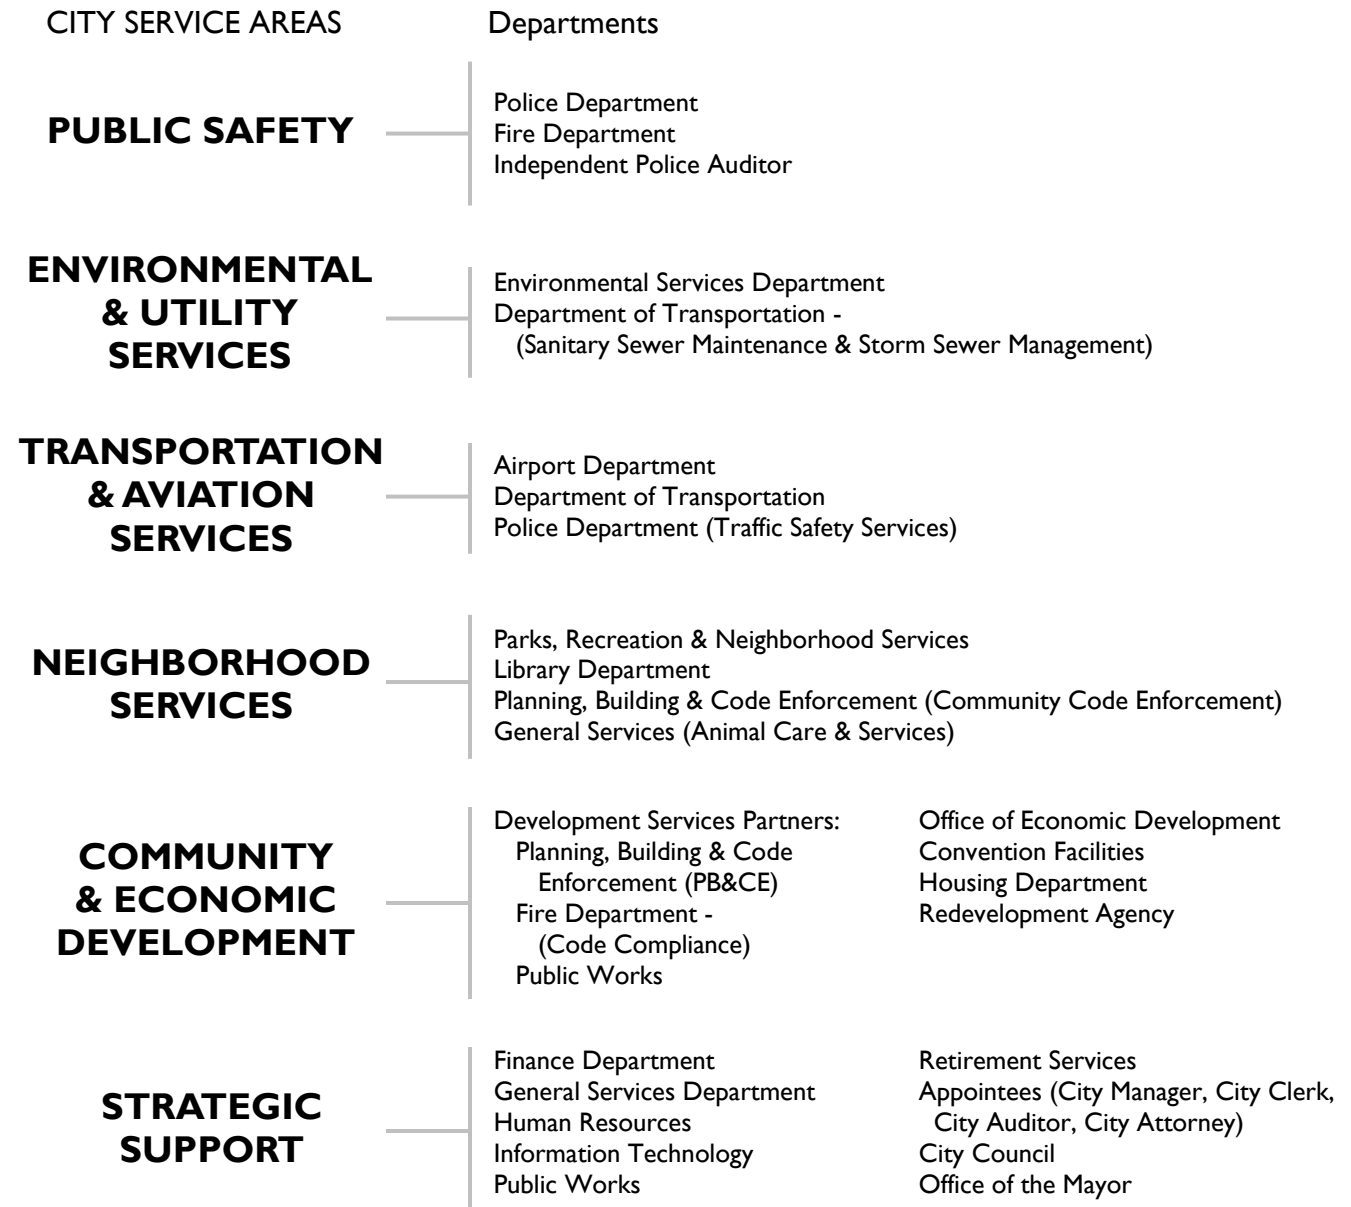 CITY SERVICE AREAS
Departments
PUBLIC SAFETY
Police Department
Fire Department
Independent Police Auditor
ENVIRONMENTAL
& UTILITY
SERVICES
Environmental Services Department
Department of Transportation -
(Sanitary Sewer Maintenance & Storm Sewer Management)
TRANSPORTATION
& AVIATION
SERVICES
Airport Department
Department of Transportation
Police Department (Traffic Safety Services)
NEIGHBORHOOD
SERVICES
Parks, Recreation & Neighborhood Services
Library Department
Planning, Building & Code Enforcement (Community Code Enforcement)
General Services (Animal Care & Services)
COMMUNITY
& ECONOMIC
DEVELOPMENT
Development Services Partners:
Planning, Building & Code
Enforcement (PB&CE)
Fire Department -
(Code Compliance)
Public Works
Office of Economic Development
Convention Facilities
Housing Department
Redevelopment Agency
STRATEGIC
SUPPORT
Finance Department
General Services Department
Human Resources
Information Technology
Public Works
Retirement Services
Appointees (City Manager, City Clerk,
City Auditor, City Attorney)
City Council
Office of the Mayor